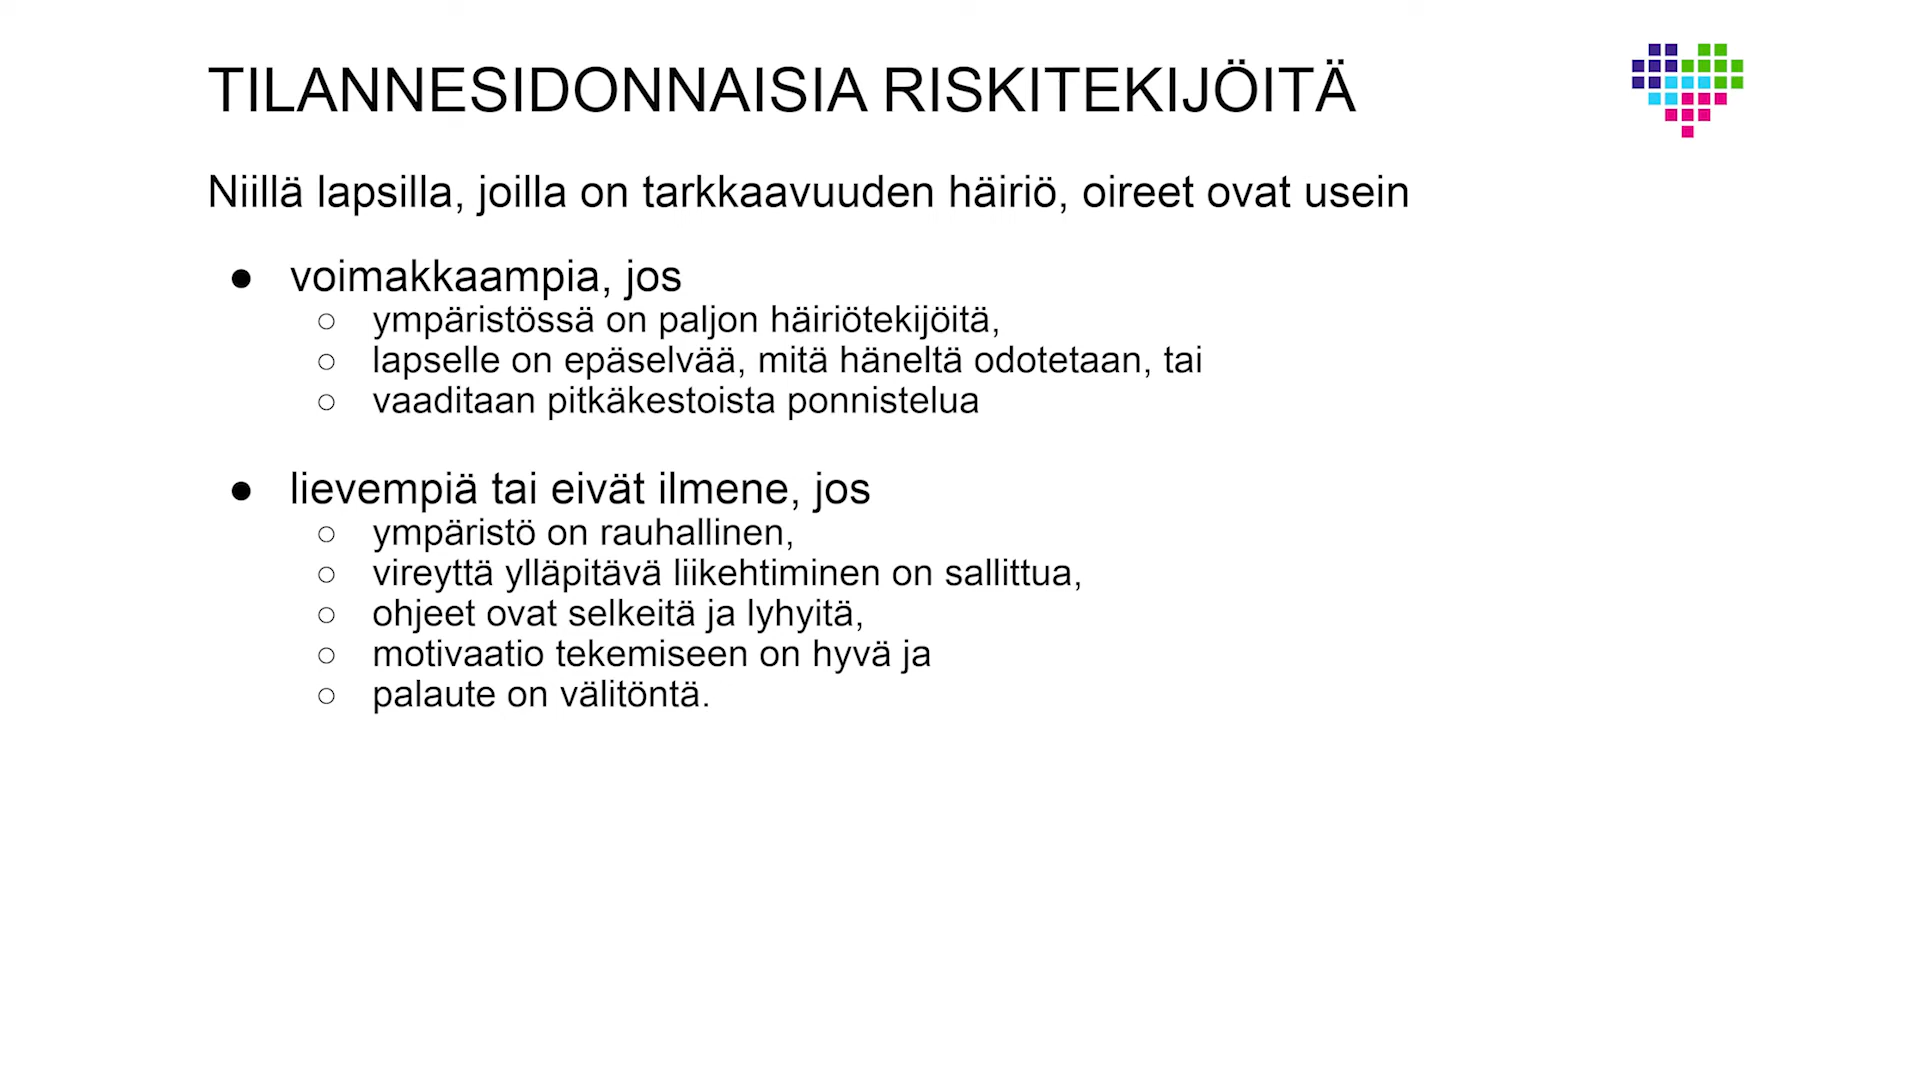 TILANNESIDONNAISIA RISKITEKIJÖITÄ
Niillä lapsilla, joilla on tarkkaavuuden häiriö, oireet ovat usein
● voimakkaampia, jos
○ ympäristössä on paljon häiriötekijöitä,
○ lapselle on epäselvää, mitä häneltä odotetaan, tai
○ vaaditaan pitkäkestoista ponnistelua
● lievempiä tai eivät ilmene, jos
○ ympäristö on rauhallinen,
○ vireyttä ylläpitävä liikehtiminen on sallittua,
○ ohjeet ovat selkeitä ja lyhyitä,
○ motivaatio tekemiseen on hyvä ja
○ palaute on välitöntä.